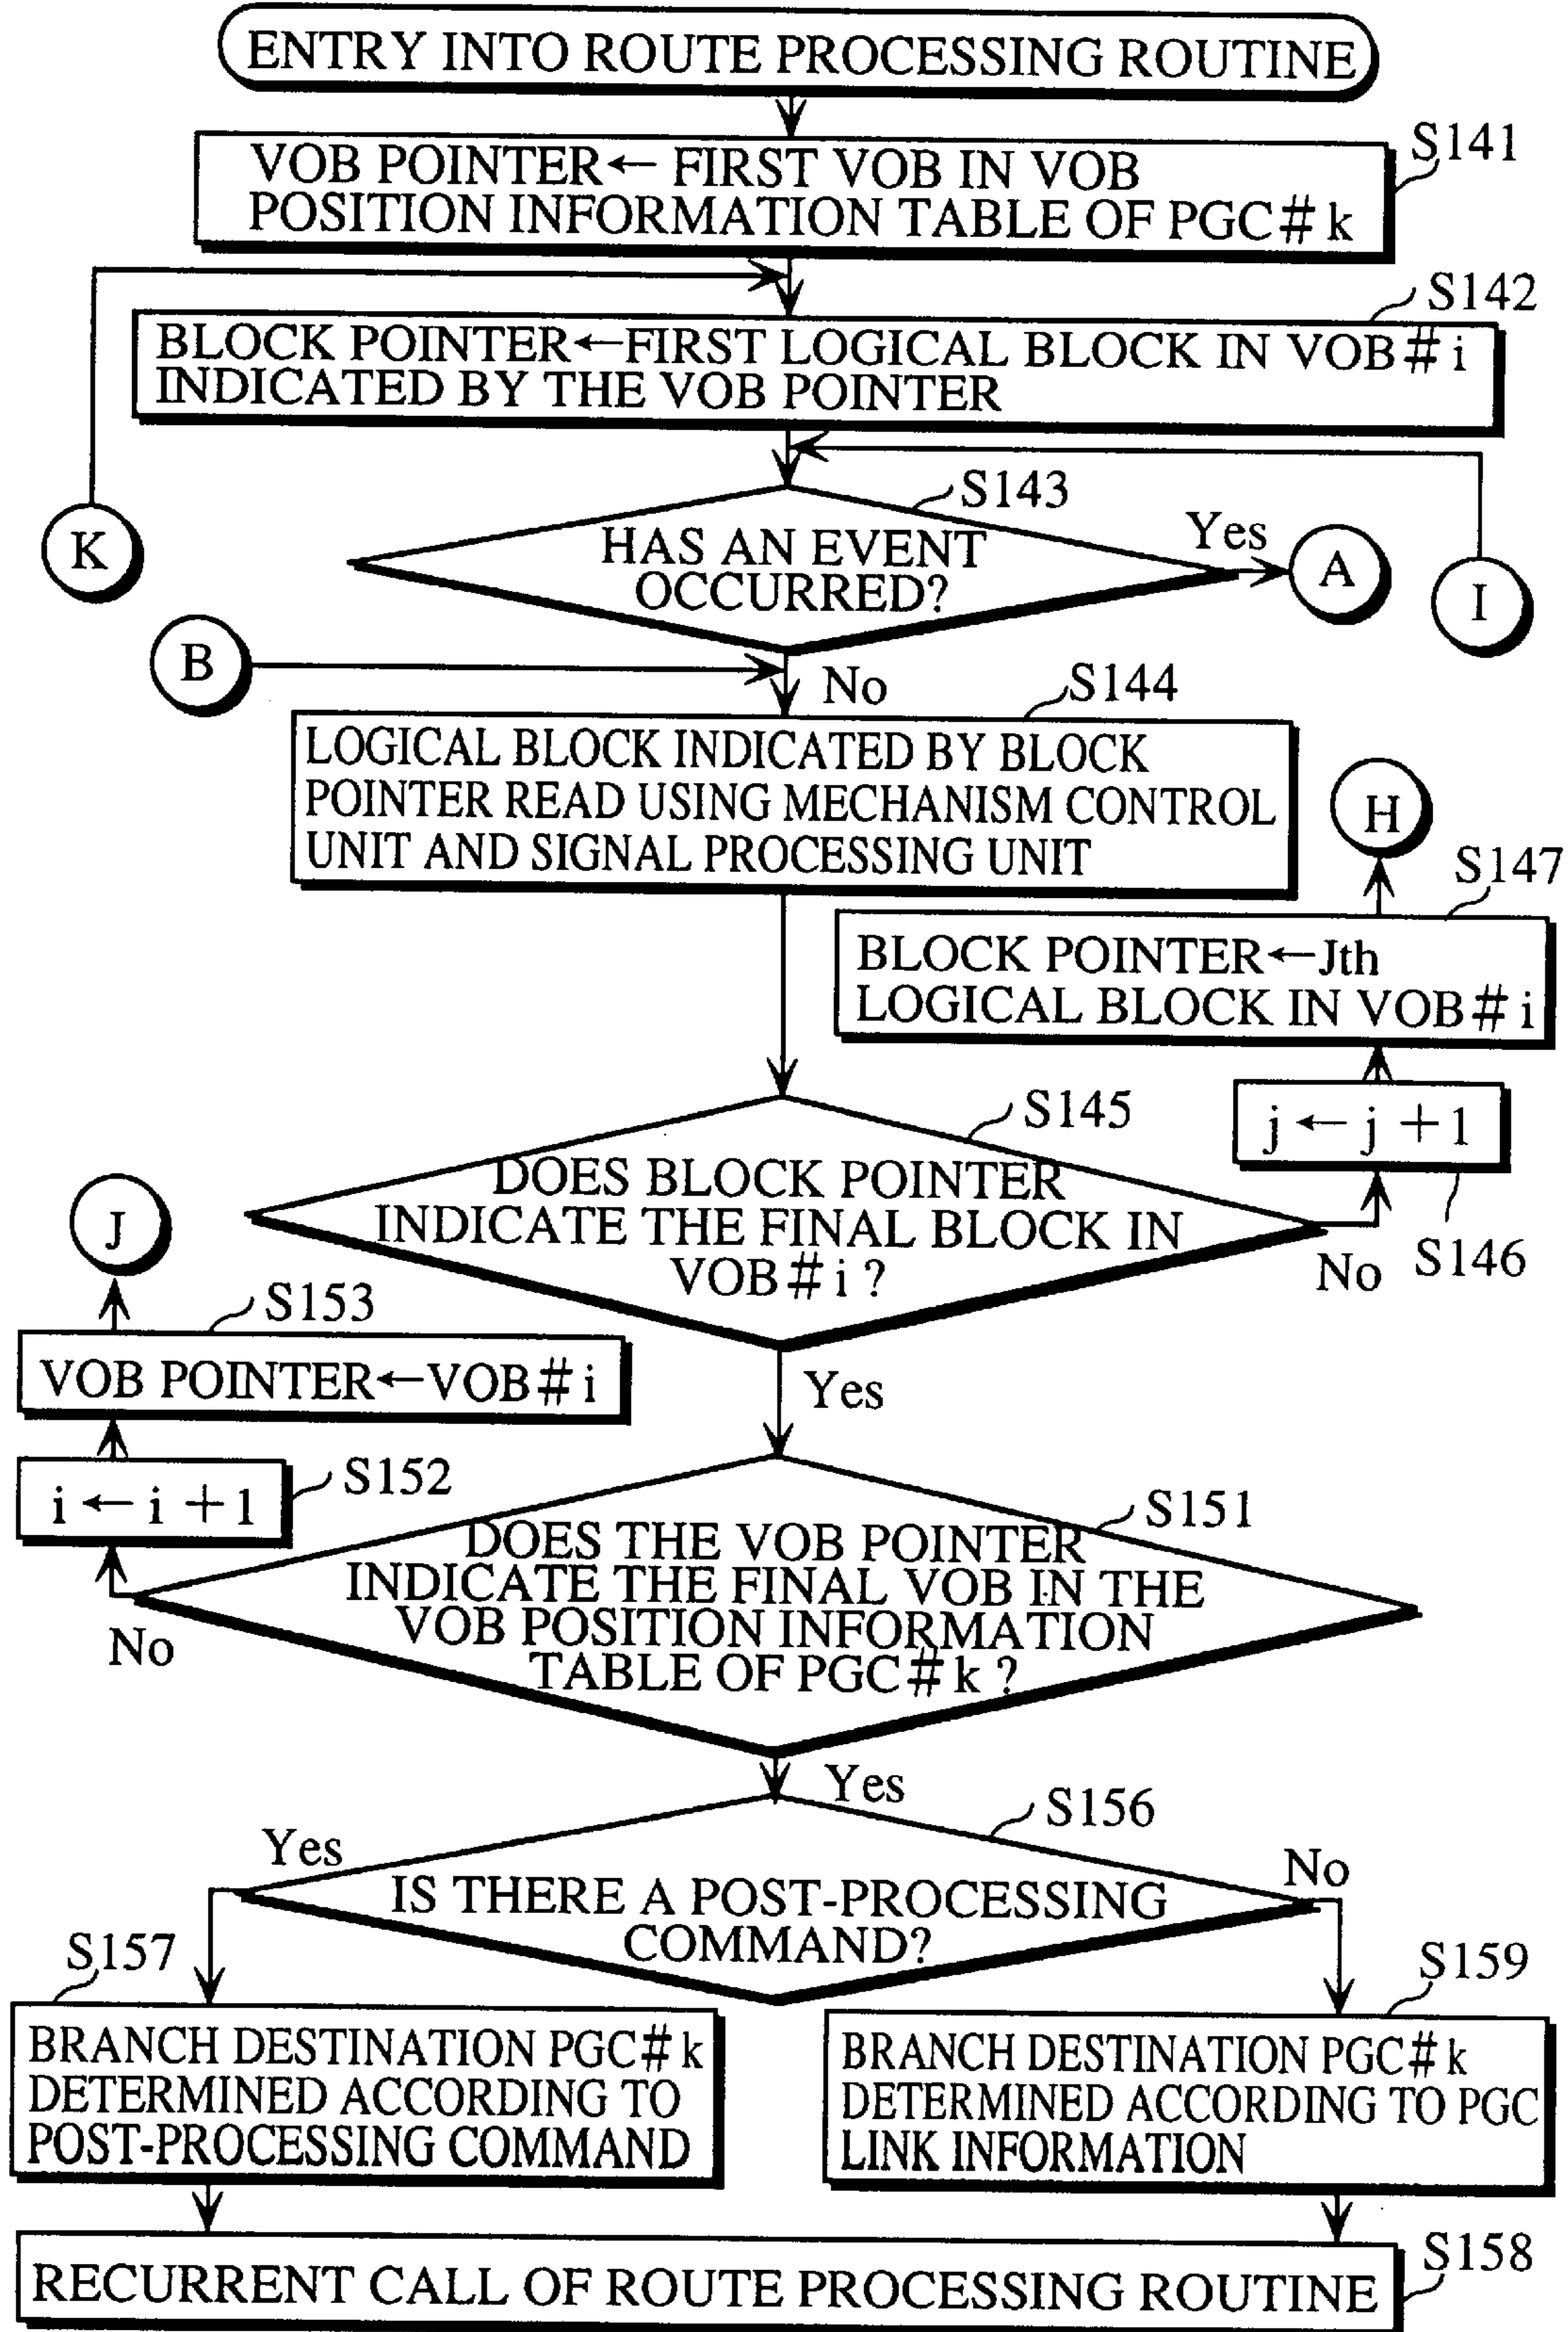 ENTRY INTO ROUTE PROCESSING ROUTINE
S141
VOB POINTER← FIRST VOB IN VOB
POSITION INFORMATION TABLE OF PGC#k
S142
BLOCK POINTER←FIRST LOGICAL BLOCK IN VOB#i
INDICATED BY THE VOB POINTER
S143
K
HAS AN EVENT
OCCURRED?
Yes
A
I
B
No
S144
LOGICAL BLOCK INDICATED BY BLOCK
POINTER READ USING MECHANISM CONTROL
UNIT AND SIGNAL PROCESSING UNIT
H
S147
BLOCK POINTER←Jth
LOGICAL BLOCK IN VOB#i
S145
j←j+1
S146
DOES BLOCK POINTER
INDICATE THE FINAL BLOCK IN
VOB#i?
No
J
S153
VOB POINTER←VOB#i
Yes
i←i+1
S152
S151
DOES THE VOB POINTER
INDICATE THE FINAL VOB IN THE
VOB POSITION INFORMATION
TABLE OF PGC#k?
No
Yes
S156
Yes
IS THERE A POST-PROCESSING
COMMAND?
No
S157
BRANCH DESTINATION PGC#k
DETERMINED ACCORDING TO
POST-PROCESSING COMMAND
S159
BRANCH DESTINATION PGC#k
DETERMINED ACCORDING TO PGC
LINK INFORMATION
S158
RECURRENT CALL OF ROUTE PROCESSING ROUTINE